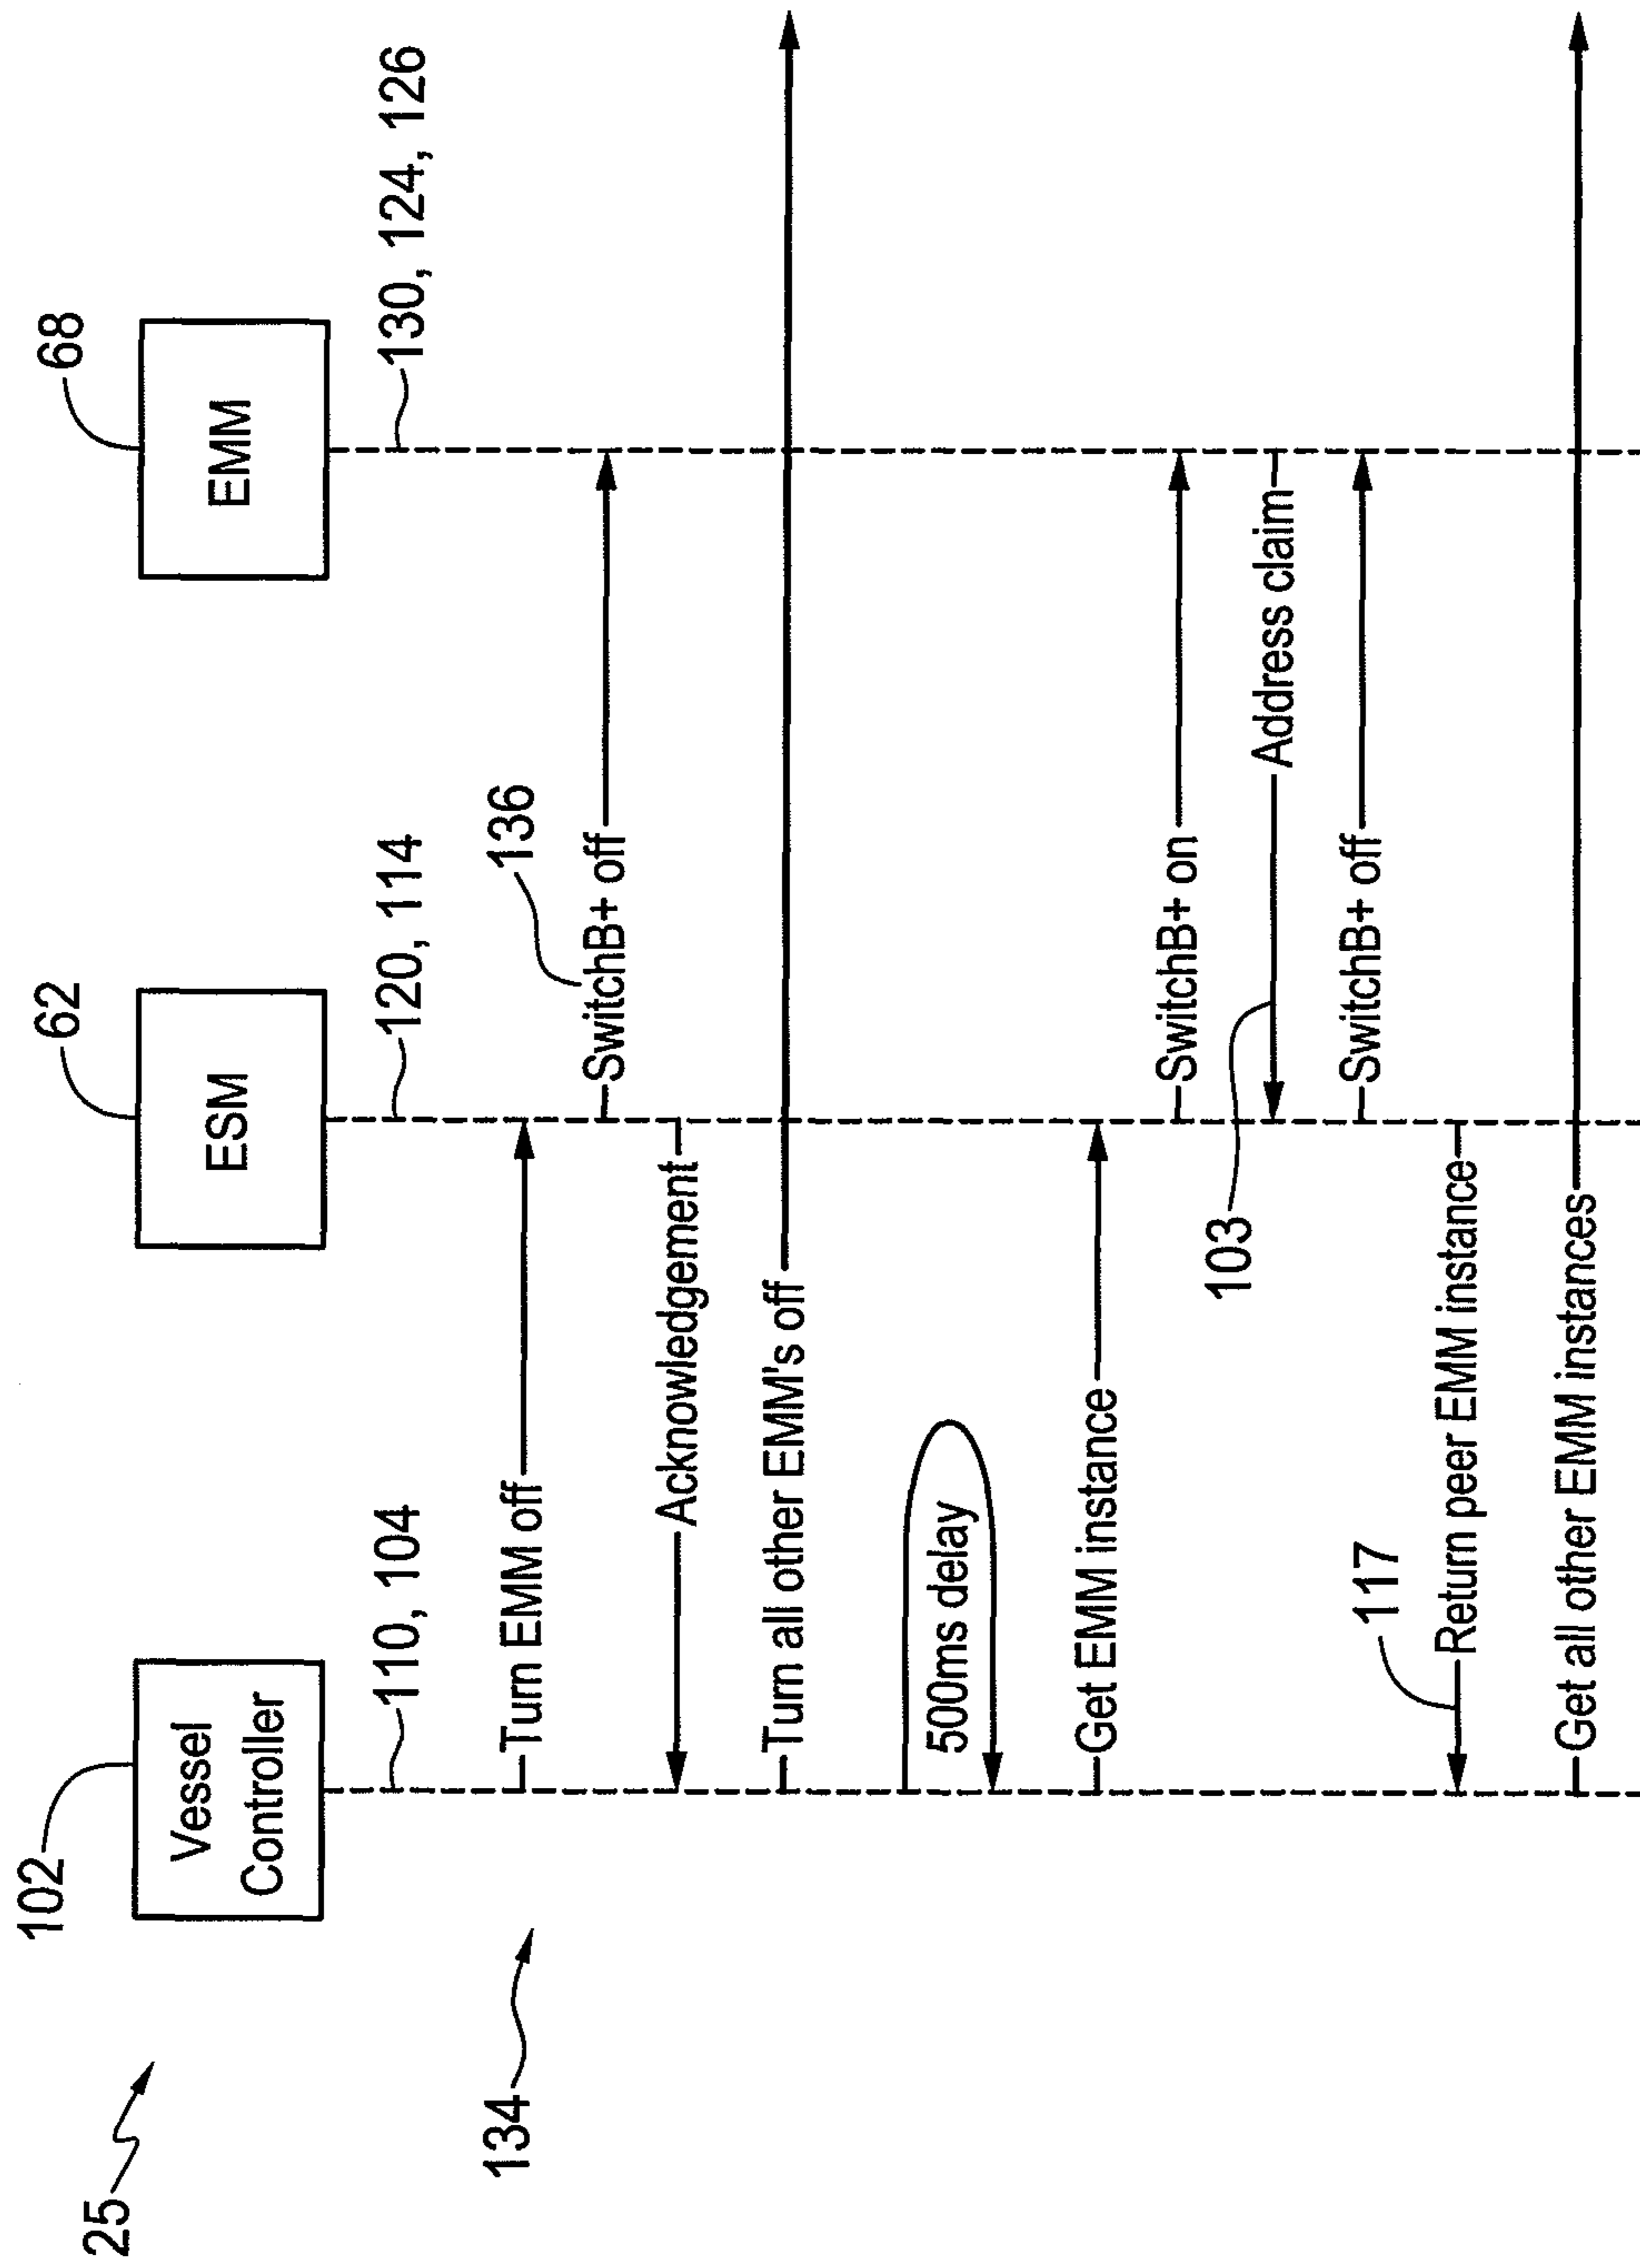 25
102
62
68
Vessel
Controller
ESM
EMM
110, 104
120, 114
130, 124, 126
134
Turn EMM off
136
SwitchB+ off
Acknowledgement
Turn all other EMM's off
500ms delay
Get EMM instance
SwitchB+ on
103
Address claim
SwitchB+ off
117
Return peer EMM instance
Get all other EMM instances